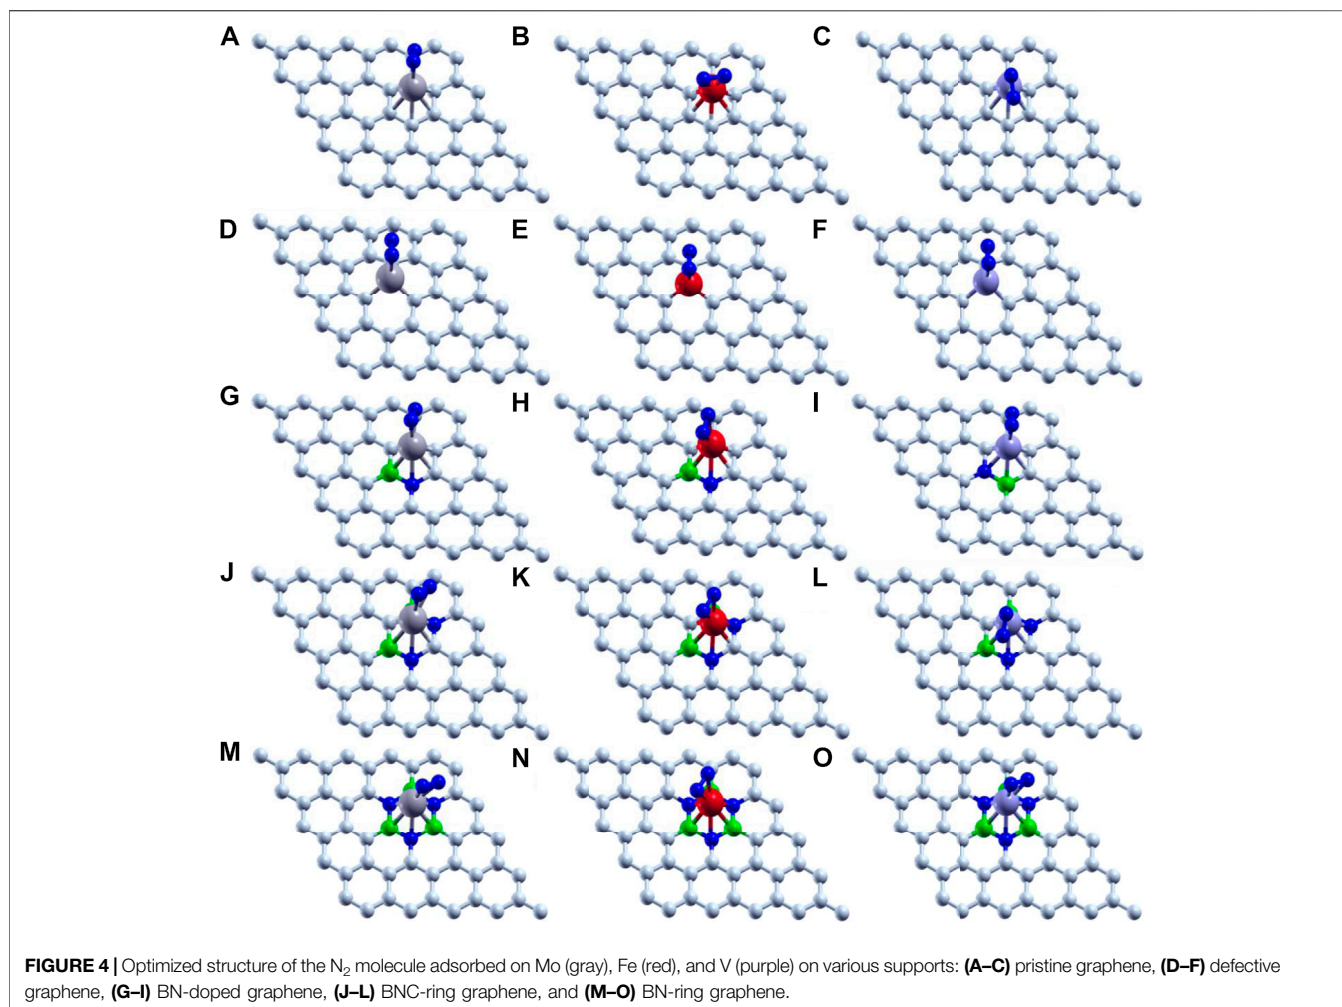 A B C
D E F
G H I
J K L
M N O
FIGURE 4 | Optimized structure of the N₂ molecule adsorbed on Mo (gray), Fe (red), and V (purple) on various supports: (A–C) pristine graphene, (D–F) defective
graphene, (G–I) BN-doped graphene, (J–L) BNC-ring graphene, and (M–O) BN-ring graphene.